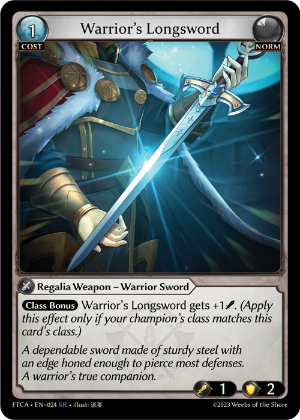 1
Warrior's Longsword
COST
NORM
Regalia Weapon – Warrior Sword
Class Bonus Warrior's Longsword gets +1. (Apply
this effect only if your champion's class matches this
card's class.)
A dependable sword made of sturdy steel with
an edge honed enough to pierce most defenses.
A warrior's true companion.
1
2
FTCA • EN-024 SR • illust:
©2023 Weebs of the Shore